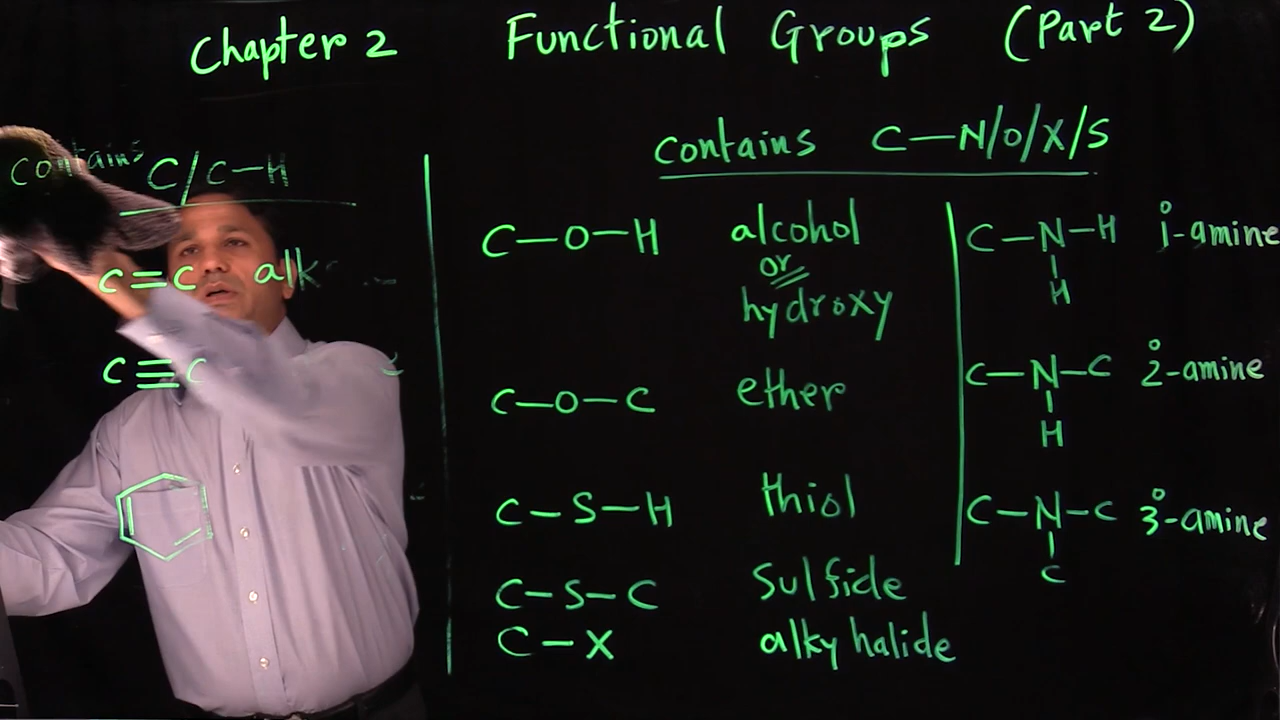 Chapter 2 Functional Groups (Part 2)
contains C/C-H
C=C
C≡C
contains C-N/O/X/S
C-O-H alcohol
or
hydroxy
C-O-C ether
C-S-H thiol
C-S-C sulfide
C-X alky halide
C-N-H 1°-amine
H
C-N-C 2°-amine
H
C-N-C 3°-amine
C